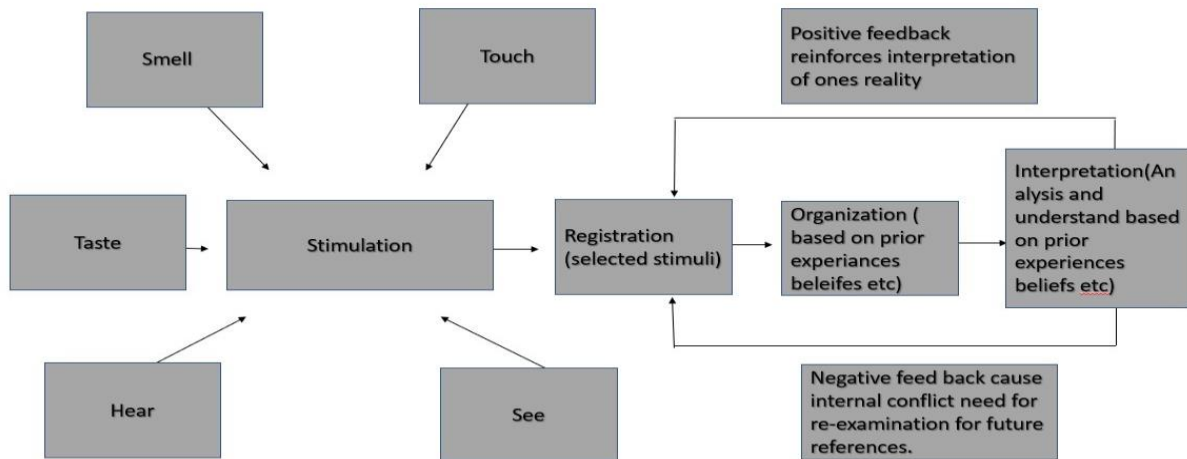 Smell
Touch
Positive feedback
reinforces interpretation
of ones reality
Taste
Stimulation
Registration
(selected stimuli)
Organization (
based on prior
experiances
beleifes etc)
Interpretation(An
alysis and
understand based
on prior
experiences
beliefs etc)
Hear
See
Negative feed back cause
internal conflict need for
re-examination for future
references.